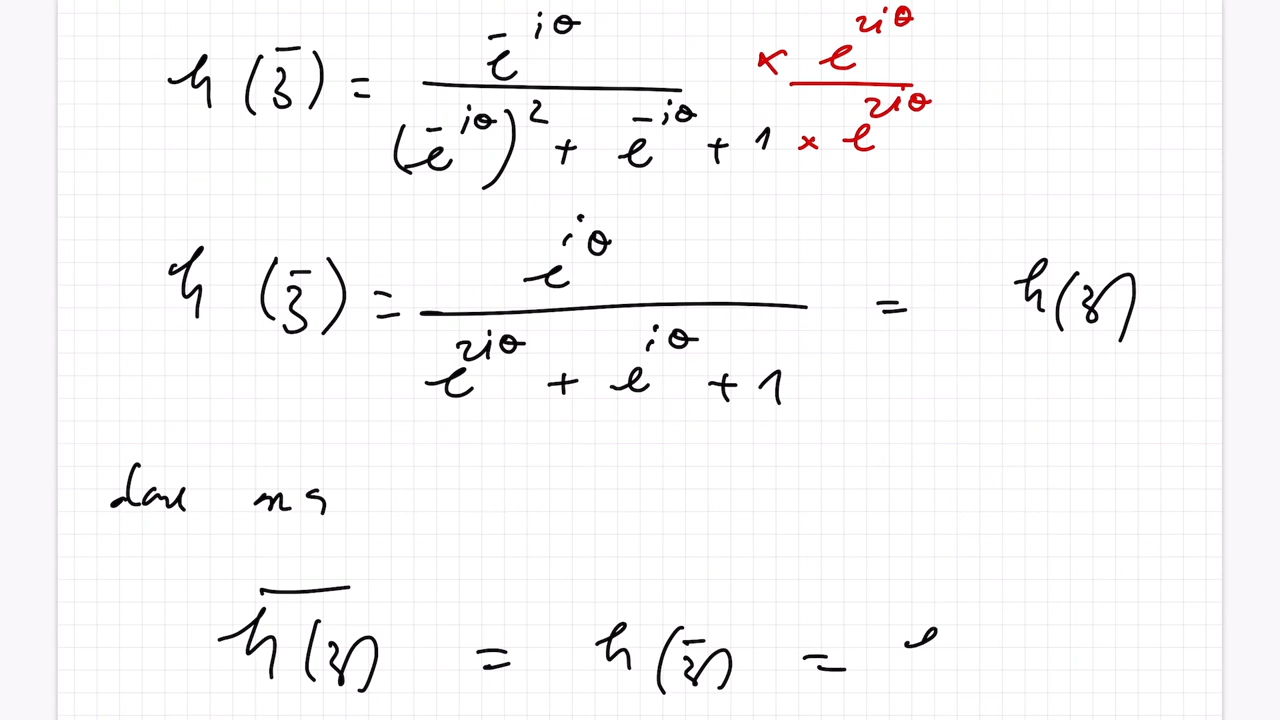 h(z̄) = e^{-iθ} / ((e^{-iθ})² + e^{-iθ} + 1) × e^{2iθ} / × e^{2iθ}
h(z̄) = e^{iθ} / (e^{2iθ} + e^{iθ} + 1) = h(z)
donc
\overline{h(z)} = h(z̄) =